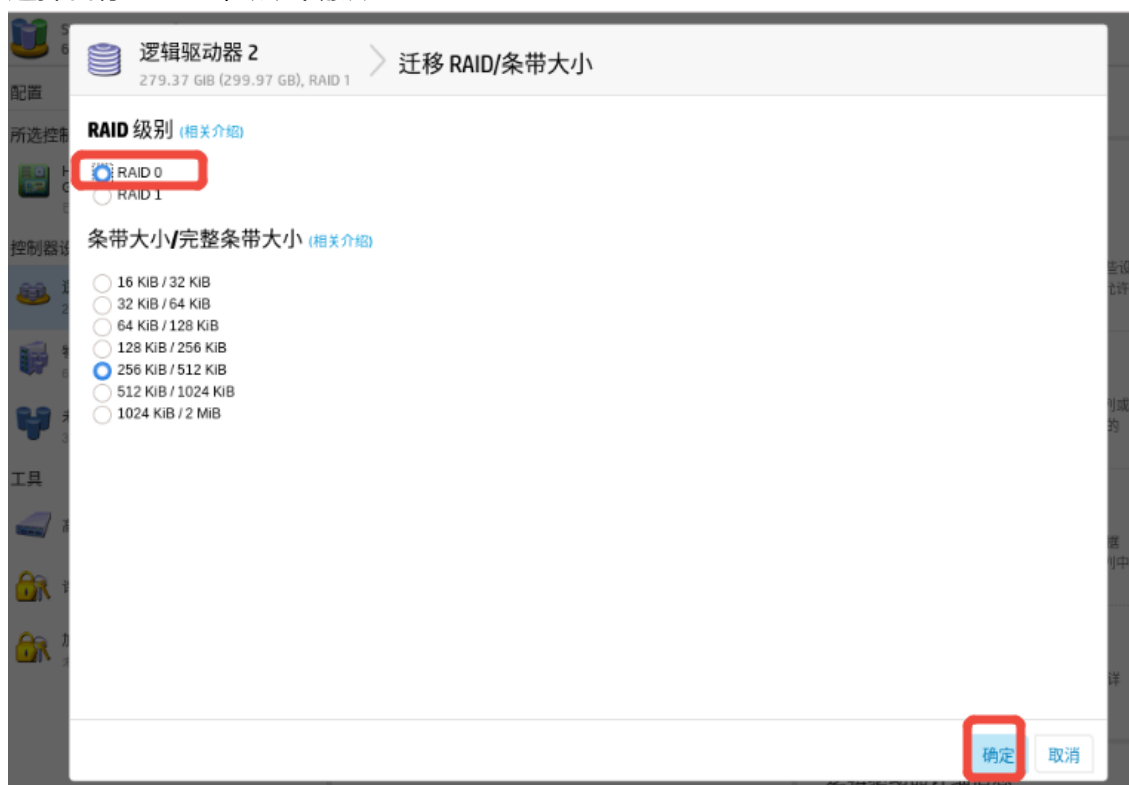 逻辑驱动器 2
279.37 GIB (299.97 GB), RAID 1
迁移 RAID/条带大小
配置
所选控制
RAID 级别 (相关介绍)
RAID 0
RAID 1
控制器设
条带大小/完整条带大小 (相关介绍)
16 KiB / 32 KiB
32 KiB / 64 KiB
64 KiB / 128 KiB
128 KiB / 256 KiB
256 KiB / 512 KiB
512 KiB / 1024 KiB
1024 KiB / 2 MiB
工具
确定
取消